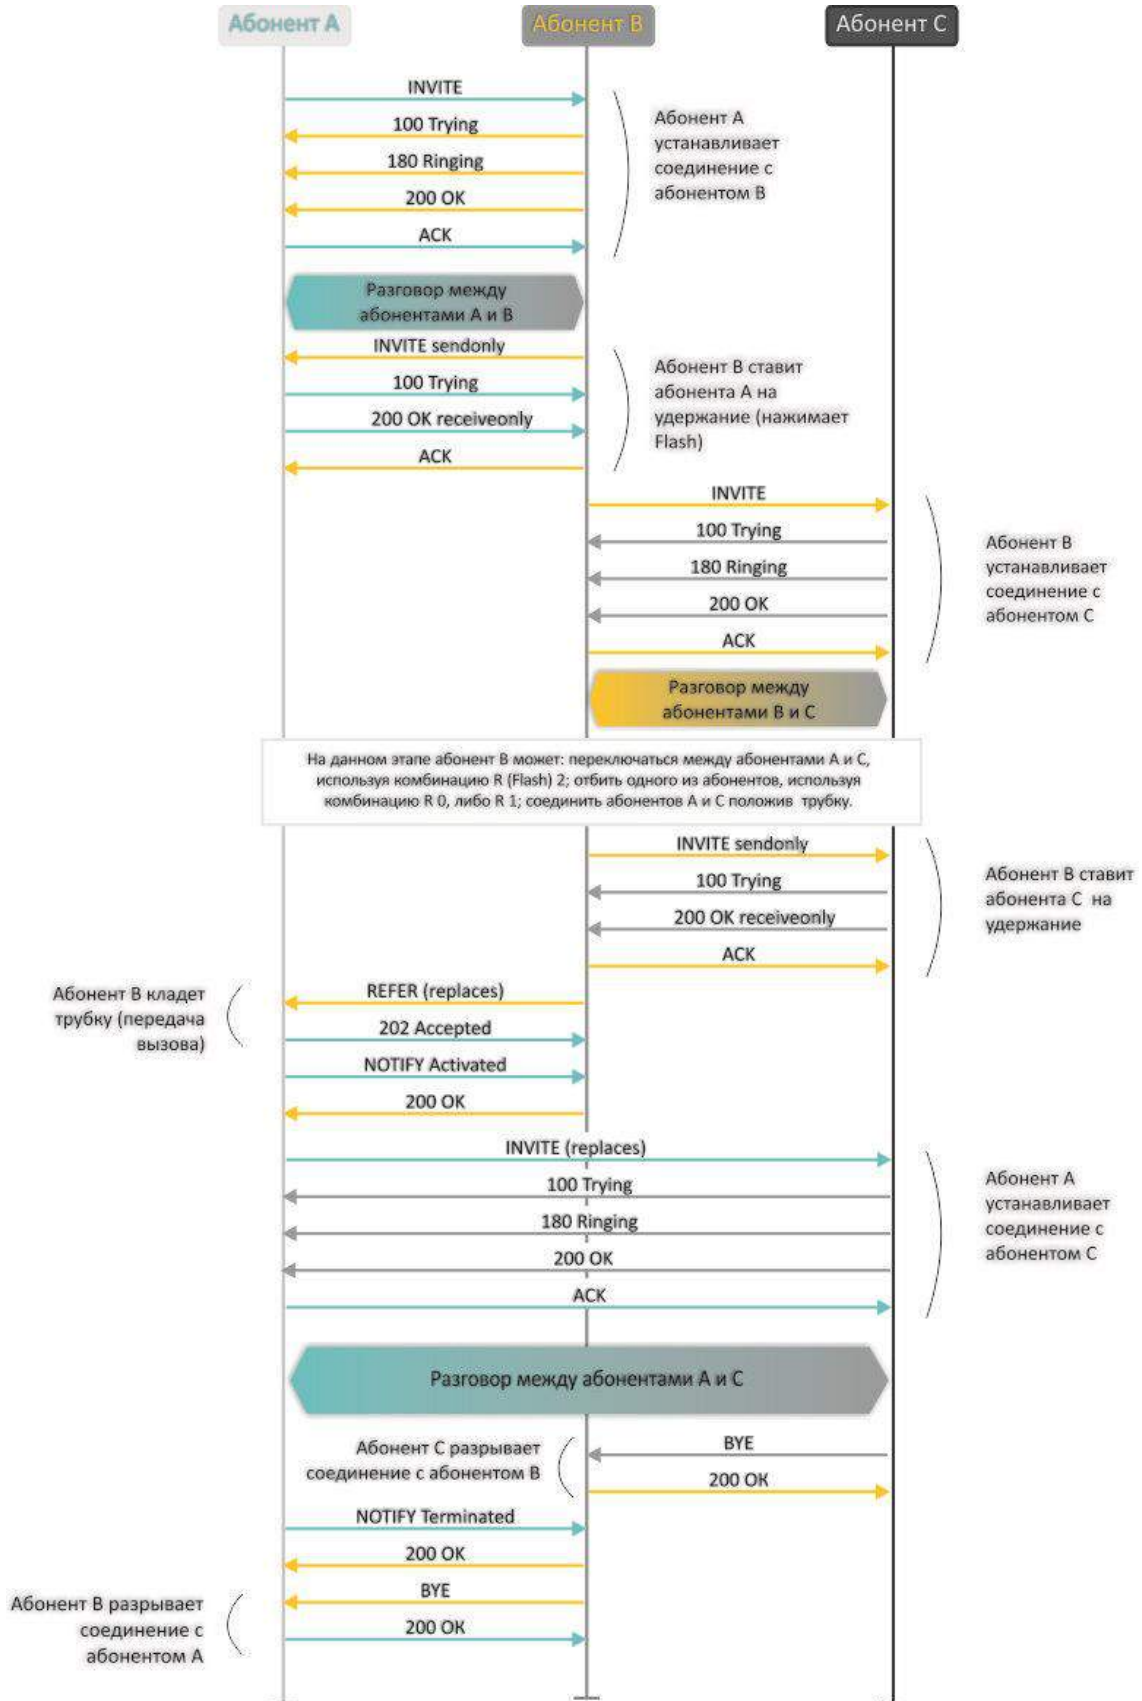 Абонент A
Абонент B
Абонент C
INVITE
100 Trying
180 Ringing
200 OK
ACK
Абонент A
устанавливает
соединение с
абонентом B
Разговор между
абонентами A и B
INVITE sendonly
100 Trying
200 OK receiveonly
ACK
Абонент B ставит
абонента A на
удержание (нажимает
Flash)
INVITE
100 Trying
180 Ringing
200 OK
ACK
Абонент B
устанавливает
соединение с
абонентом C
Разговор между
абонентами B и C
На данном этапе абонент B может: переключаться между абонентами A и C,
используя комбинацию R (Flash) 2; отбить одного из абонентов, используя
комбинацию R 0, либо R 1; соединить абонентов A и C положив трубку.
INVITE sendonly
100 Trying
200 OK receiveonly
ACK
Абонент B ставит
абонента C на
удержание
Абонент B кладет
трубку (передача
вызова)
REFER (replaces)
202 Accepted
NOTIFY Activated
200 OK
INVITE (replaces)
100 Trying
180 Ringing
200 OK
ACK
Абонент A
устанавливает
соединение с
абонентом C
Разговор между абонентами A и C
Абонент C разрывает
соединение с абонентом B
BYE
200 OK
NOTIFY Terminated
200 OK
BYE
200 OK
Абонент B разрывает
соединение с
абонентом A